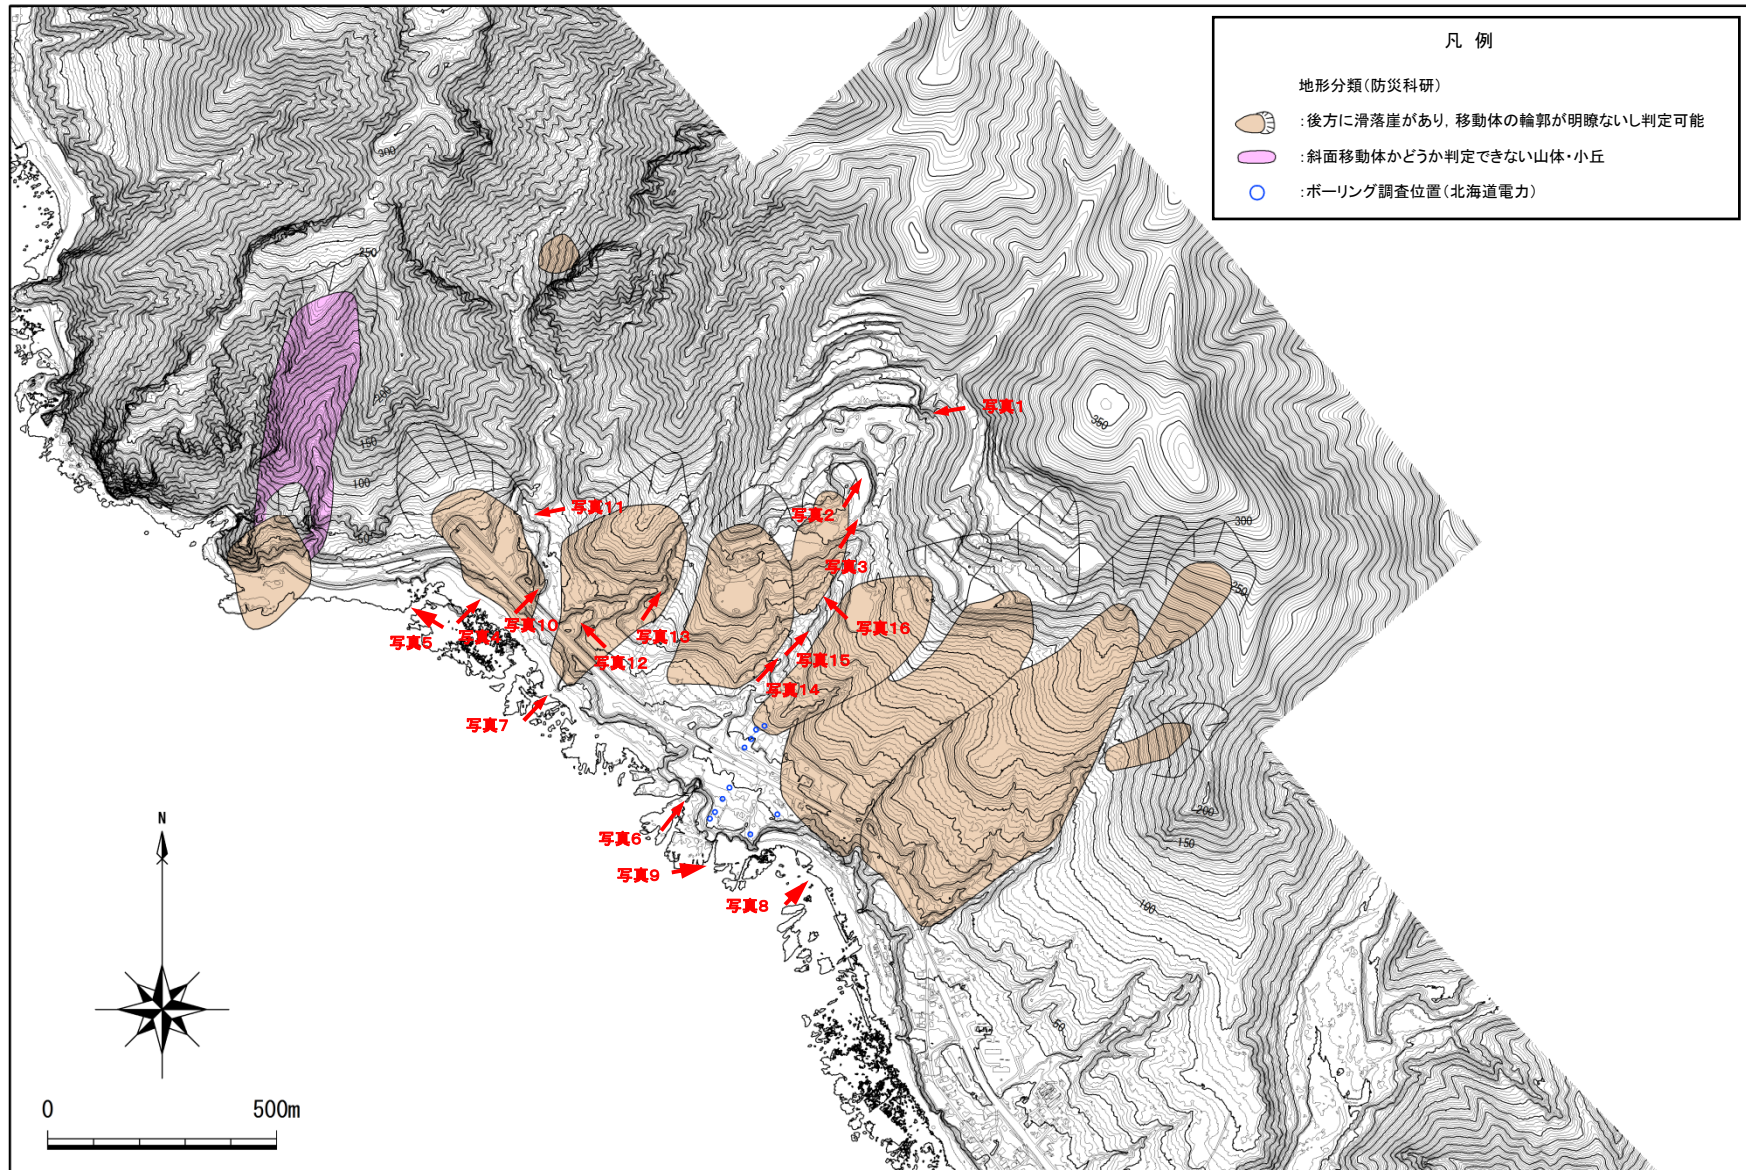 凡 例
地形分類(防災科研)
:後方に滑落崖があり, 移動体の輪郭が明瞭ないし判定可能
:斜面移動体かどうか判定できない山体・小丘
:ボーリング調査位置(北海道電力)
300
250
200
150
100
350
写真1
写真2
写真3
写真11
写真10
写真4
写真5
写真12
写真13
写真16
写真15
写真14
写真7
写真6
写真9
写真8
300
250
200
150
100
50
N
0 500m